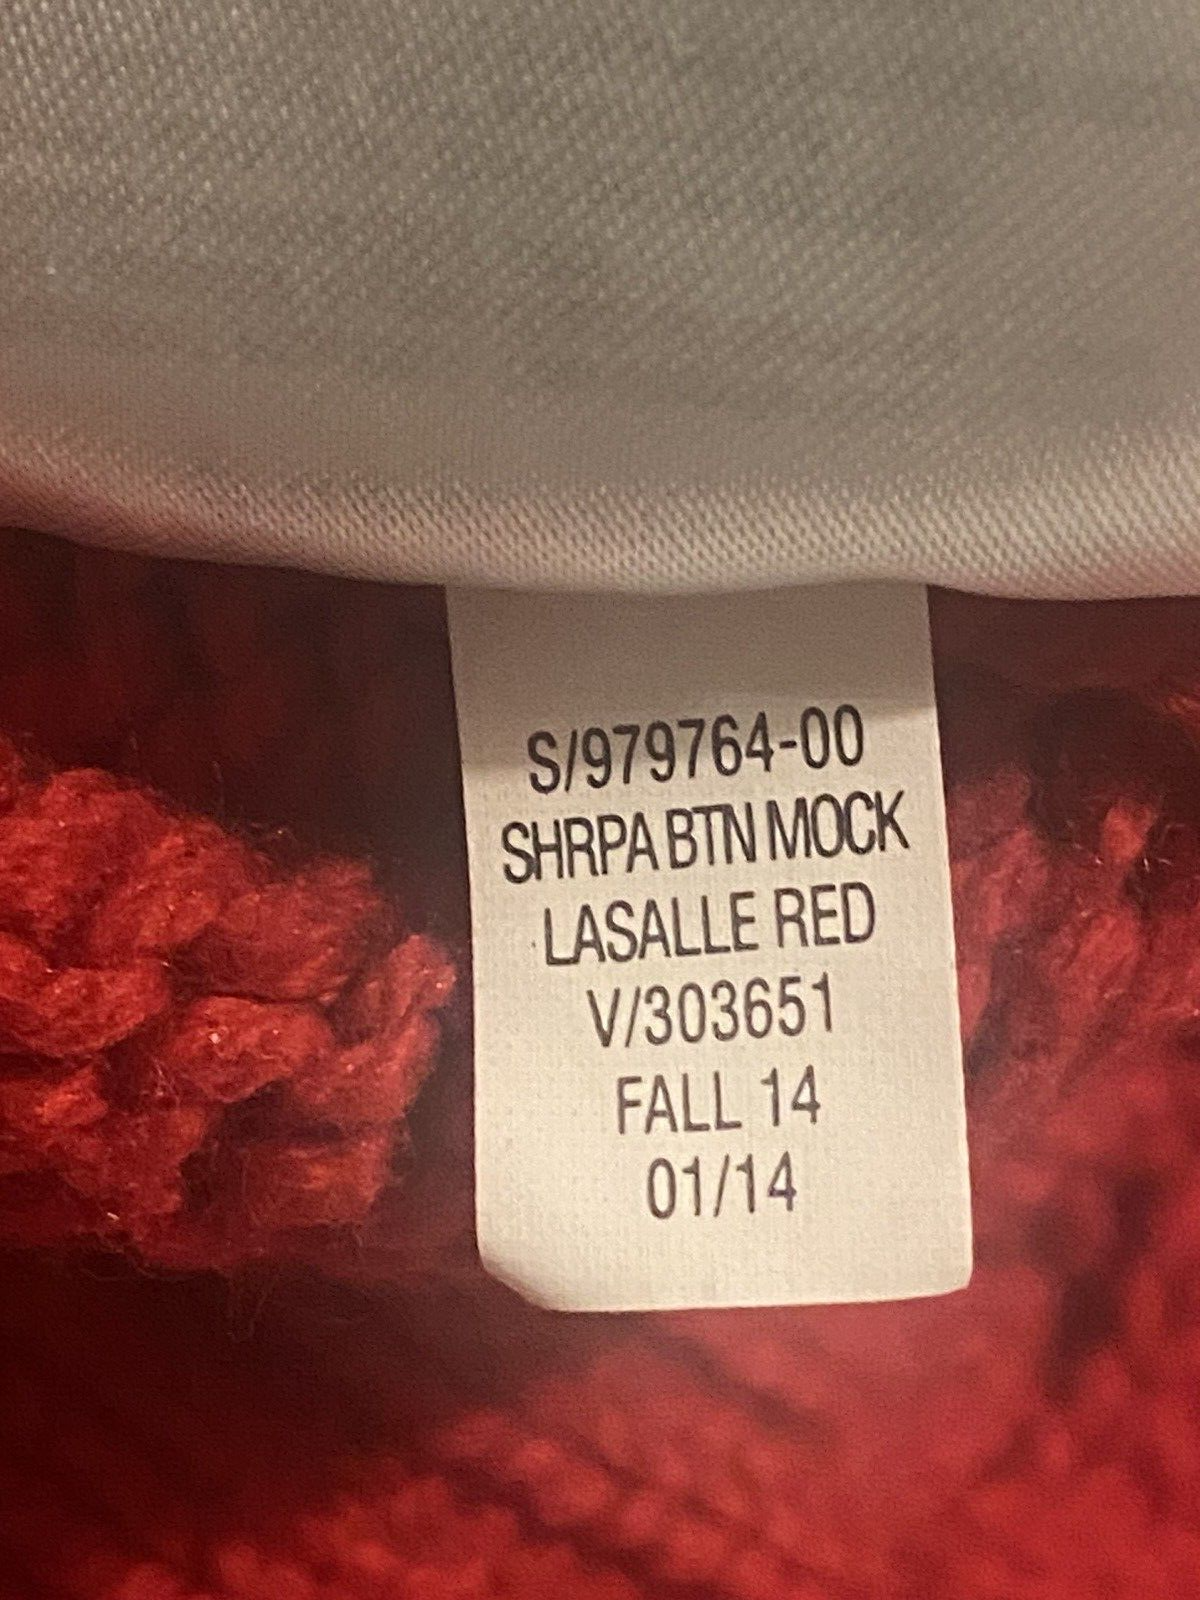 S/979764-00
SHRPA BTN MOCK
LASALLE RED
V/303651
FALL 14
01/14